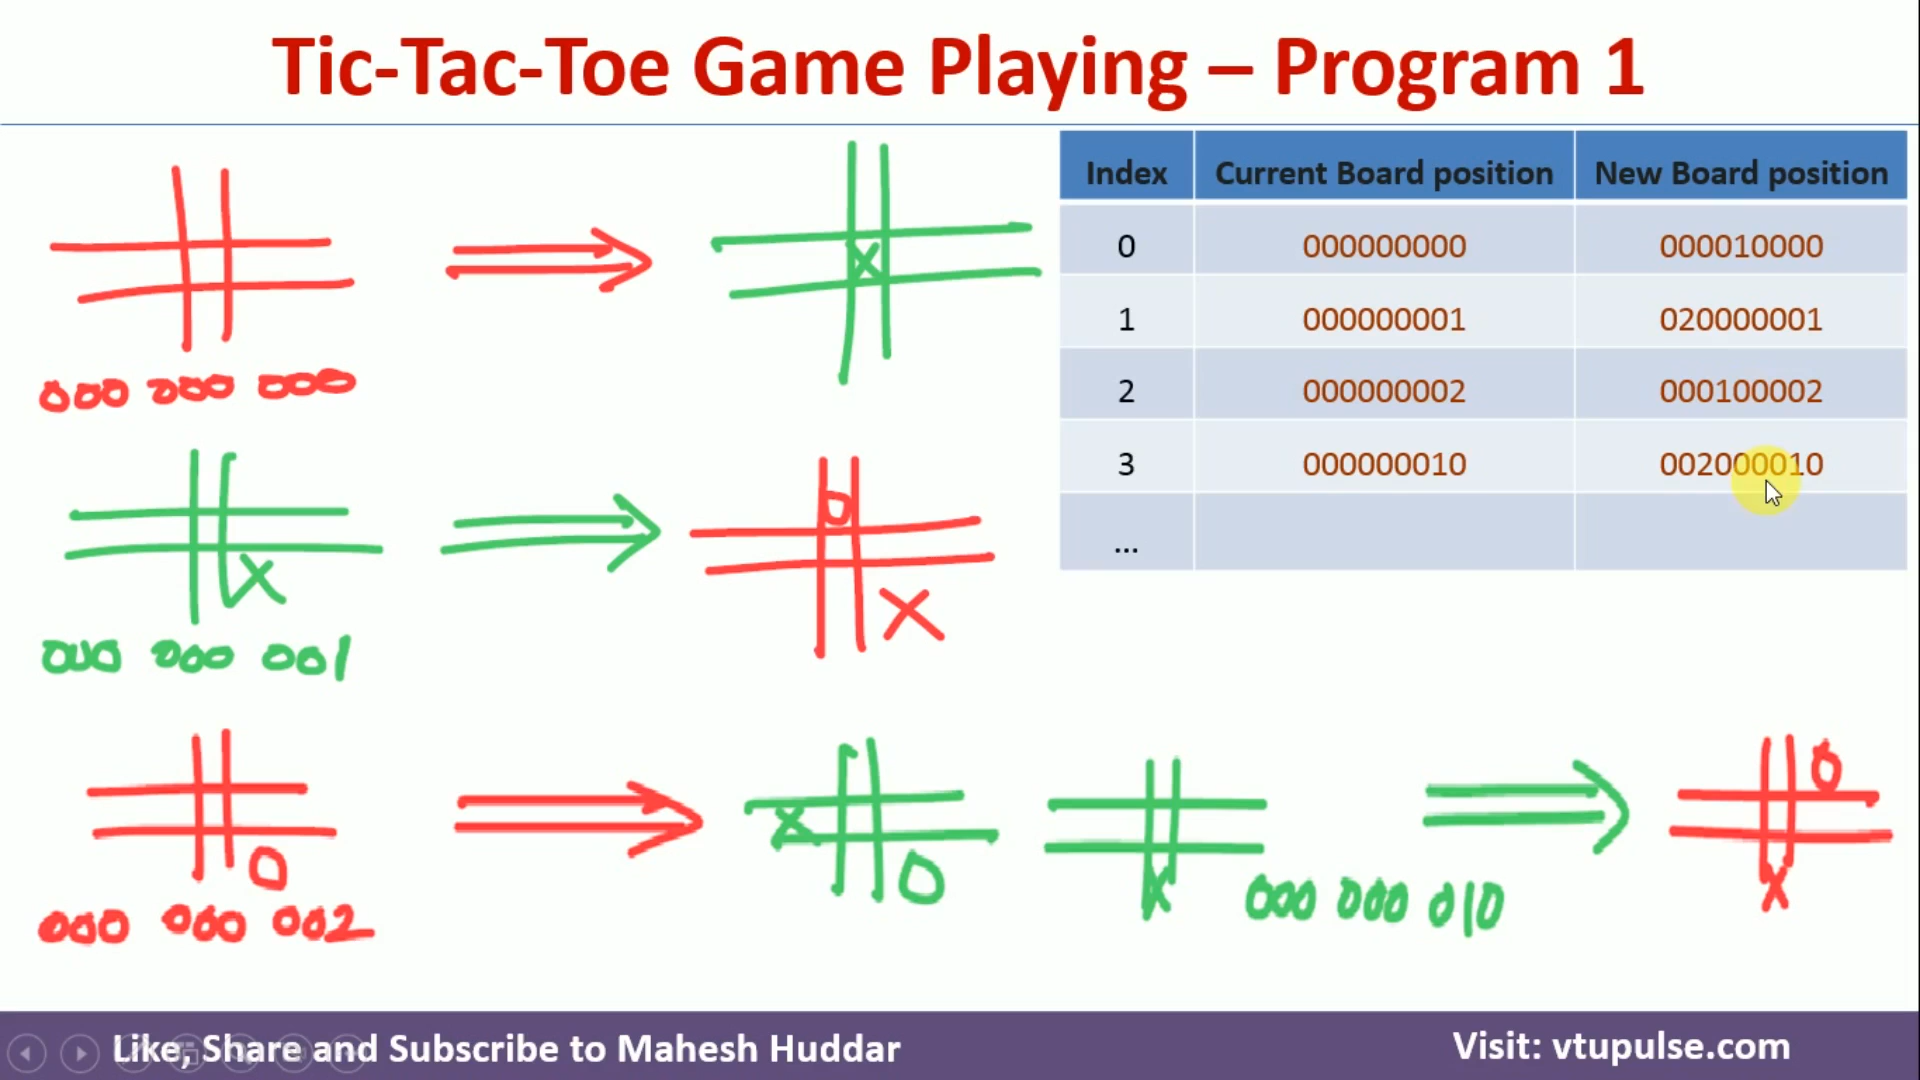 Tic-Tac-Toe Game Playing – Program 1
Index Current Board position New Board position
0 000000000 000010000
1 000000001 020000001
2 000000002 000100002
3 000000010 002000010
...
X
000 000 000
X
O
X
000 000 001
O
X
O
X
O
X
000 000 002
000 000 010
Like, Share and Subscribe to Mahesh Huddar
Visit: vtupulse.com